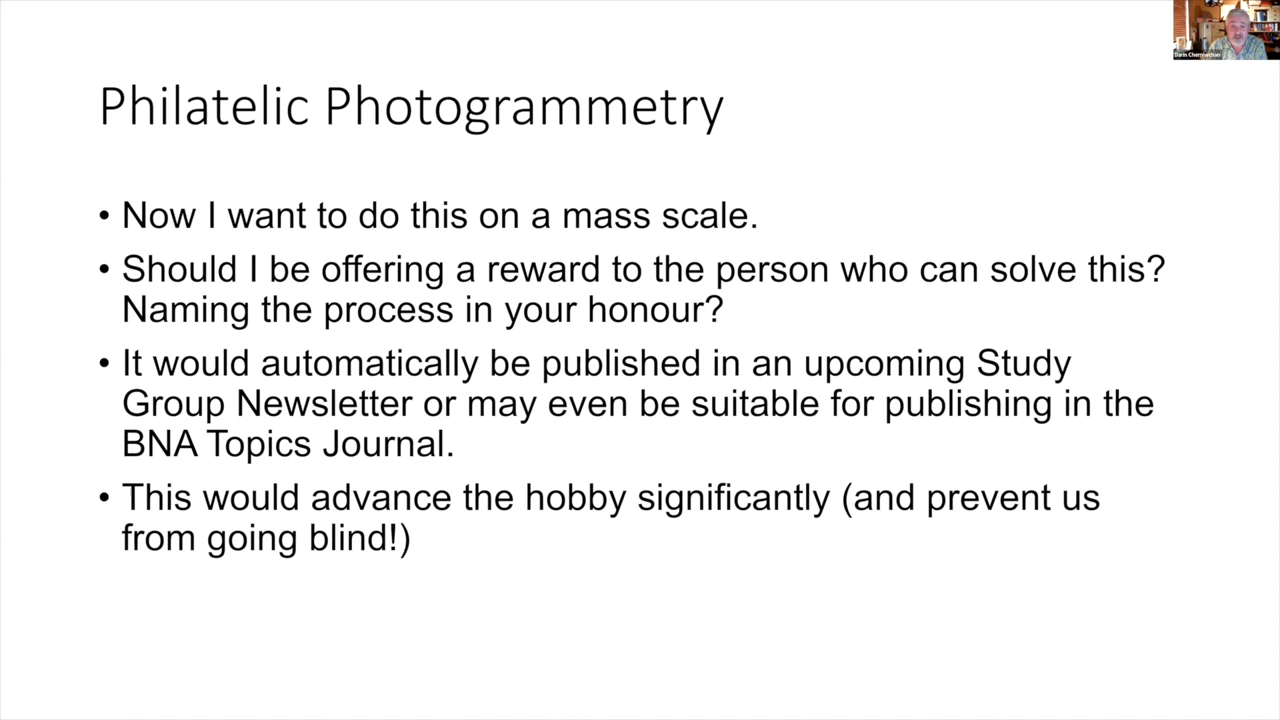 Philatelic Photogrammetry
• Now I want to do this on a mass scale.
• Should I be offering a reward to the person who can solve this?
Naming the process in your honour?
• It would automatically be published in an upcoming Study
Group Newsletter or may even be suitable for publishing in the
BNA Topics Journal.
• This would advance the hobby significantly (and prevent us
from going blind!)
Darin